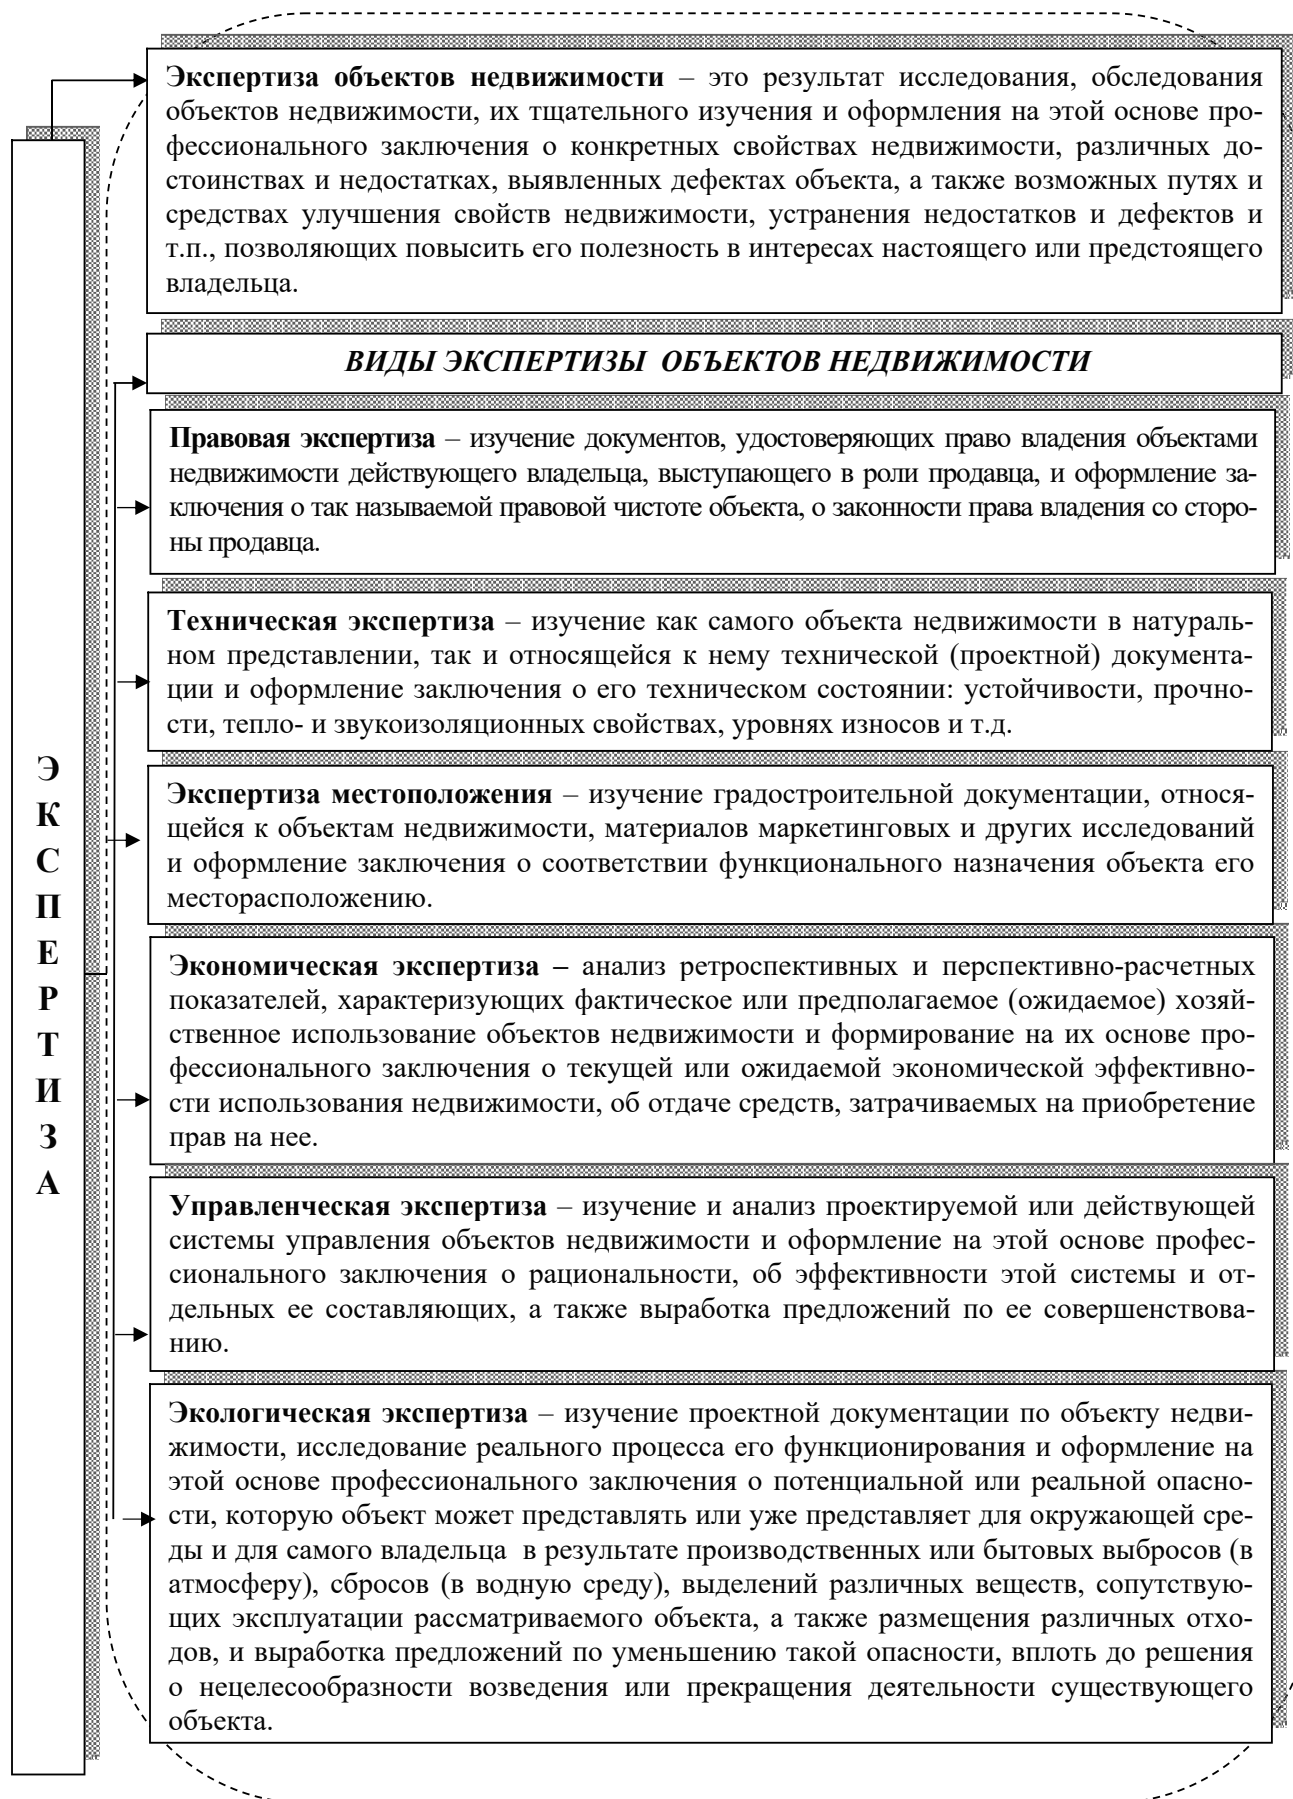 Экспертиза объектов недвижимости – это результат исследования, обследования
объектов недвижимости, их тщательного изучения и оформления на этой основе про-
фессионального заключения о конкретных свойствах недвижимости, различных до-
стоинствах и недостатках, выявленных дефектах объекта, а также возможных путях и
средствах улучшения свойств недвижимости, устранения недостатков и дефектов и
т.п., позволяющих повысить его полезность в интересах настоящего или предстоящего
владельца.
ВИДЫ ЭКСПЕРТИЗЫ ОБЪЕКТОВ НЕДВИЖИМОСТИ
Правовая экспертиза – изучение документов, удостоверяющих право владения объектами
недвижимости действующего владельца, выступающего в роли продавца, и оформление за-
ключения о так называемой правовой чистоте объекта, о законности права владения со сторо-
ны продавца.
Техническая экспертиза – изучение как самого объекта недвижимости в натураль-
ном представлении, так и относящейся к нему технической (проектной) документа-
ции и оформление заключения о его техническом состоянии: устойчивости, прочно-
сти, тепло- и звукоизоляционных свойствах, уровнях износов и т.д.
Экспертиза местоположения – изучение градостроительной документации, относя-
щейся к объектам недвижимости, материалов маркетинговых и других исследований
и оформление заключения о соответствии функционального назначения объекта его
месторасположению.
Экономическая экспертиза – анализ ретроспективных и перспективно-расчетных
показателей, характеризующих фактическое или предполагаемое (ожидаемое) хозяй-
ственное использование объектов недвижимости и формирование на их основе про-
фессионального заключения о текущей или ожидаемой экономической эффективно-
сти использования недвижимости, об отдаче средств, затрачиваемых на приобретение
прав на нее.
Управленческая экспертиза – изучение и анализ проектируемой или действующей
системы управления объектов недвижимости и оформление на этой основе профес-
сионального заключения о рациональности, об эффективности этой системы и от-
дельных ее составляющих, а также выработка предложений по ее совершенствова-
нию.
Экологическая экспертиза – изучение проектной документации по объекту недви-
жимости, исследование реального процесса его функционирования и оформление на
этой основе профессионального заключения о потенциальной или реальной опасно-
сти, которую объект может представлять или уже представляет для окружающей сре-
ды и для самого владельца в результате производственных или бытовых выбросов (в
атмосферу), сбросов (в водную среду), выделений различных веществ, сопутствую-
щих эксплуатации рассматриваемого объекта, а также размещения различных отхо-
дов, и выработка предложений по уменьшению такой опасности, вплоть до решения
о нецелесообразности возведения или прекращения деятельности существующего
объекта.
Э
К
С
П
Е
Р
Т
И
З
А